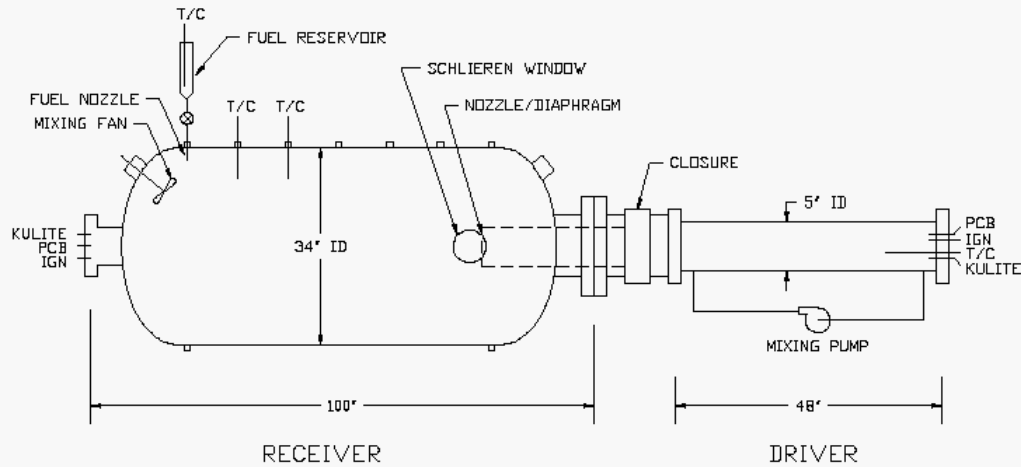 T/C
FUEL RESERVOIR
SCHLIEREN WINDOW
FUEL NOZZLE
T/C T/C
NOZZLE/DIAPHRAGM
MIXING FAN
CLOSURE
5' ID
KULITE
PCB
IGN
34' ID
PCB
IGN
T/C
KULITE
MIXING PUMP
100'
48'
RECEIVER
DRIVER